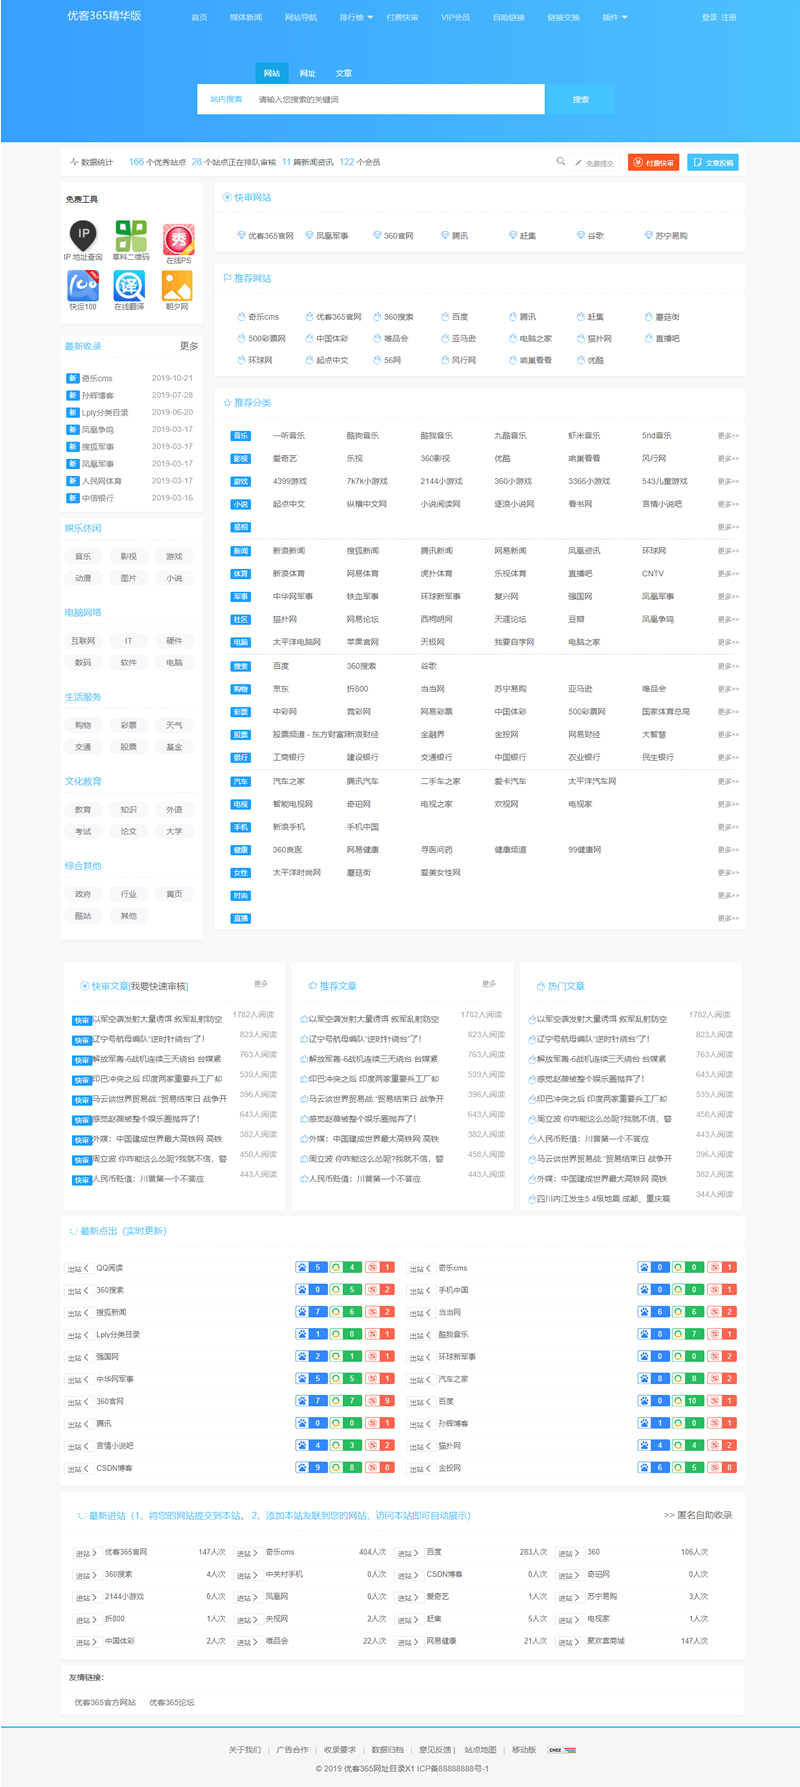 优客365精华版 首页 媒体新闻 网站导航 排行榜 付费快审 VIP会员 自助链接 链接交换 插件 登录 注册
网站 网址 文章
站内搜索 请输入您搜索的关键词 搜索
数据统计 166 个优秀站点 26 个站点正在排队审核 11 篇新闻资讯 122 个会员 免费提交 付费快审 文章投稿
免费工具
IP 地址查询 草料二维码 在线PS
快运100 在线翻译 朝夕网
最新收录 更多
新 奇乐cms 2019-10-21
新 孙辉博客 2019-07-28
新 Lply分类目录 2019-06-20
新 凤凰争鸣 2019-03-17
新 搜狐军事 2019-03-17
新 凤凰军事 2019-03-17
新 人民网体育 2019-03-17
新 中信银行 2019-03-16
娱乐休闲
音乐 影视 游戏
动漫 图片 小说
电脑网络
互联网 IT 硬件
数码 软件 电脑
生活服务
购物 彩票 天气
交通 股票 基金
文化教育
教育 知识 外语
考试 论文 大学
综合其他
政府 行业 黄页
酷站 其他
快审网站
优客365官网 凤凰军事 360官网 腾讯 赶集 谷歌 苏宁易购
推荐网站
奇乐cms 优客365官网 360搜索 百度 腾讯 赶集 蘑菇街
500彩票网 中国体彩 唯品会 亚马逊 电脑之家 猫扑网 直播吧
环球网 起点中文 56网 风行网 响巢看看 优酷
推荐分类
音乐 一听音乐 酷狗音乐 酷我音乐 九酷音乐 虾米音乐 5nd音乐 更多>>
影视 爱奇艺 乐视 360影视 优酷 响巢看看 风行网 更多>>
游戏 4399游戏 7k7k小游戏 2144小游戏 360小游戏 3366小游戏 543儿童游戏 更多>>
小说 起点中文 纵横中文网 小说阅读网 逐浪小说网 看书网 言情小说吧 更多>>
星相 更多>>
新闻 新浪新闻 搜狐新闻 腾讯新闻 网易新闻 凤凰资讯 环球网 更多>>
体育 新浪体育 网易体育 虎扑体育 乐视体育 直播吧 CNTV 更多>>
军事 中华网军事 铁血军事 环球新军事 复兴网 强国网 凤凰军事 更多>>
社区 猫扑网 网易论坛 西祠胡同 天涯论坛 豆瓣 凤凰争鸣 更多>>
电脑 太平洋电脑网 苹果官网 天极网 我要自学网 电脑之家 更多>>
搜索 百度 360搜索 谷歌 更多>>
购物 京东 折800 当当网 苏宁易购 亚马逊 唯品会 更多>>
彩票 中彩网 竞彩网 网易彩票 中国体彩 500彩票网 国家体育总局 更多>>
股票 股票频道 - 东方财富网 新浪财经 金融界 金投网 网易财经 大智慧 更多>>
银行 工商银行 建设银行 交通银行 中国银行 农业银行 民生银行 更多>>
汽车 汽车之家 腾讯汽车 二手车之家 爱卡汽车 太平洋汽车网 更多>>
电视 智能电视网 奇珀网 电视之家 欢视网 电视家 更多>>
手机 新浪手机 手机中国 更多>>
健康 360良医 网易健康 寻医问药 健康频道 99健康网 更多>>
女性 太平洋时尚网 蘑菇街 爱美女性网 更多>>
时尚 更多>>
直播 更多>>
快审文章[我要快速审核] 更多
快审 以军空袭发射大量诱饵 叙军乱射防空 1782人阅读
快审 辽宁号航母编队“逆时针绕台”了！ 823人阅读
快审 解放军轰-6战机连续三天绕台 台媒紧 763人阅读
快审 印巴冲突之后 印度两家重要兵工厂却 539人阅读
快审 马云谈世界贸易战:“贸易结束日 战争开 396人阅读
快审 感觉赵薇被整个娱乐圈抛弃了！ 643人阅读
快审 外媒：中国建成世界最大高铁网 高铁 382人阅读
快审 周立波 你咋能这么怂呢?我就不信，警 458人阅读
快审 人民币贬值：川普第一个不答应 443人阅读
推荐文章 更多
以军空袭发射大量诱饵 叙军乱射防空 1782人阅读
辽宁号航母编队“逆时针绕台”了！ 823人阅读
解放军轰-6战机连续三天绕台 台媒紧 763人阅读
印巴冲突之后 印度两家重要兵工厂却 539人阅读
马云谈世界贸易战:“贸易结束日 战争开 396人阅读
感觉赵薇被整个娱乐圈抛弃了！ 643人阅读
外媒：中国建成世界最大高铁网 高铁 382人阅读
周立波 你咋能这么怂呢?我就不信，警 458人阅读
人民币贬值：川普第一个不答应 443人阅读
热门文章
以军空袭发射大量诱饵 叙军乱射防空 1782人阅读
辽宁号航母编队“逆时针绕台”了！ 823人阅读
解放军轰-6战机连续三天绕台 台媒紧 763人阅读
感觉赵薇被整个娱乐圈抛弃了！ 643人阅读
印巴冲突之后 印度两家重要兵工厂却 539人阅读
周立波 你咋能这么怂呢?我就不信，警 458人阅读
人民币贬值：川普第一个不答应 443人阅读
马云谈世界贸易战:“贸易结束日 战争开 396人阅读
外媒：中国建成世界最大高铁网 高铁 382人阅读
四川内江发生5.4级地震 成都、重庆震 344人阅读
最新点出（实时更新）
出站 QQ阅读 5 4 1 出站 奇乐cms 0 0 1
出站 360搜索 0 5 2 出站 手机中国 0 0 1
出站 搜狐新闻 7 6 2 出站 当当网 6 6 2
出站 Lply分类目录 1 0 1 出站 酷我音乐 8 7 1
出站 强国网 2 1 1 出站 环球新军事 0 0 2
出站 中华网军事 5 5 1 出站 汽车之家 8 8 2
出站 360官网 7 7 9 出站 百度 0 10 1
出站 腾讯 0 0 1 出站 孙辉博客 1 0 1
出站 言情小说吧 4 3 2 出站 猫扑网 4 4 2
出站 CSDN博客 9 8 8 出站 金投网 6 5 8
最新进站（1、将您的网站提交到本站。 2、添加本站友联到您的网站，访问本站即可自动展示） >> 匿名自助收录
进站 优客365官网 147人次 进站 奇乐cms 404人次 进站 百度 283人次 进站 360 106人次
进站 360搜索 4人次 进站 中关村手机 0人次 进站 CSDN博客 0人次 进站 奇珀网 0人次
进站 2144小游戏 0人次 进站 凤凰网 0人次 进站 爱奇艺 1人次 进站 苏宁易购 3人次
进站 折800 1人次 进站 央视网 2人次 进站 赶集 5人次 进站 电视家 1人次
进站 中国体彩 2人次 进站 唯品会 22人次 进站 网易健康 21人次 进站 聚欢喜商城 147人次
友情链接：
优客365官方网站 优客365论坛
关于我们 | 广告合作 | 收录要求 | 数据归档 | 意见反馈 | 站点地图 | 移动版 CNZZ
© 2019 优客365网址目录X1 ICP备88888888号-1